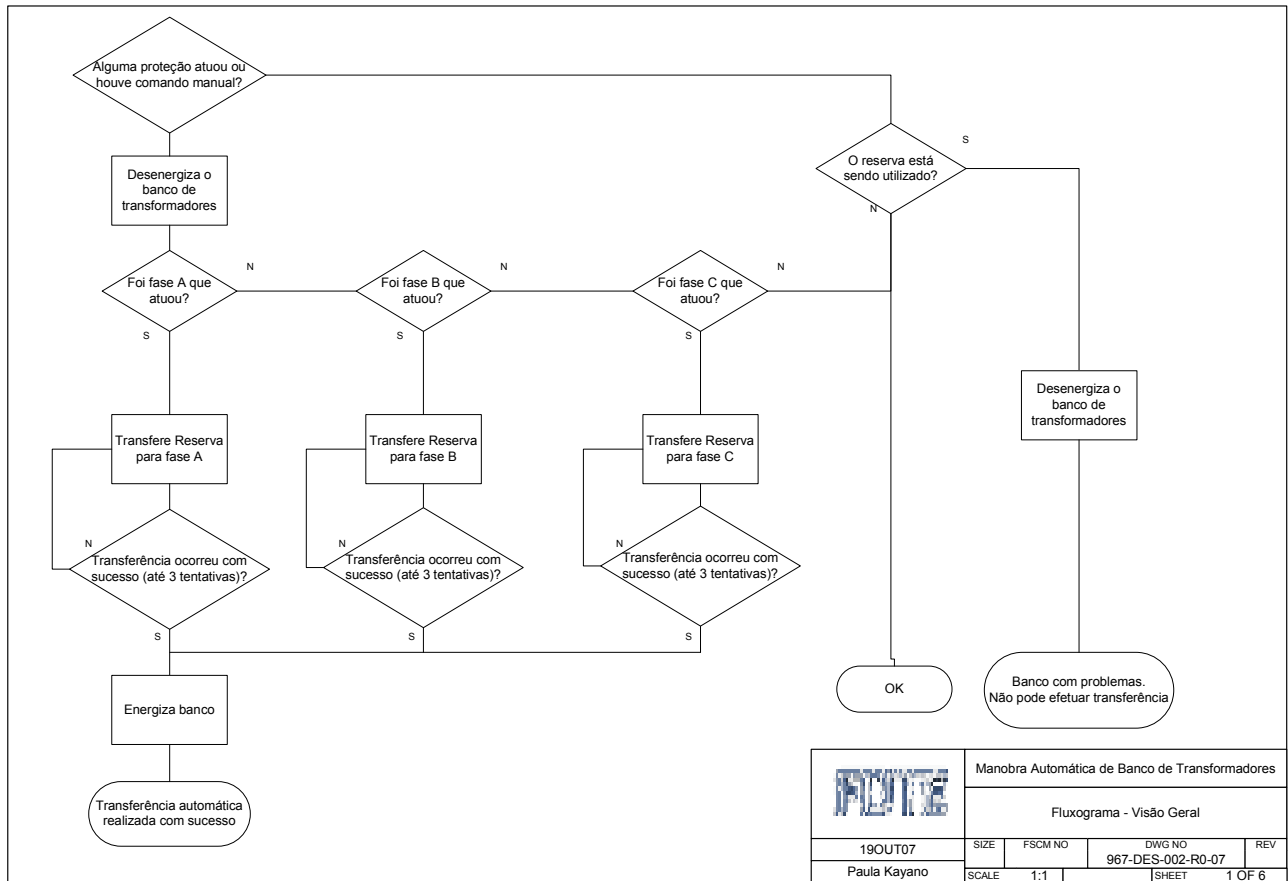 Alguma proteção atuou ou
houve comando manual?
S
O reserva está
sendo utilizado?
N
Desenergiza o
banco de
transformadores
Foi fase A que
atuou?
N
S
Foi fase B que
atuou?
N
S
Foi fase C que
atuou?
N
S
Desenergiza o
banco de
transformadores
Transfere Reserva
para fase A
Transfere Reserva
para fase B
Transfere Reserva
para fase C
N
Transferência ocorreu com
sucesso (até 3 tentativas)?
S
N
Transferência ocorreu com
sucesso (até 3 tentativas)?
S
N
Transferência ocorreu com
sucesso (até 3 tentativas)?
S
Energiza banco
OK
Banco com problemas.
Não pode efetuar transferência
Transferência automática
realizada com sucesso
Manobra Automática de Banco de Transformadores
Fluxograma - Visão Geral
19OUT07
Paula Kayano
SIZE
FSCM NO
DWG NO
REV
967-DES-002-R0-07
SCALE
1:1
SHEET
1 OF 6